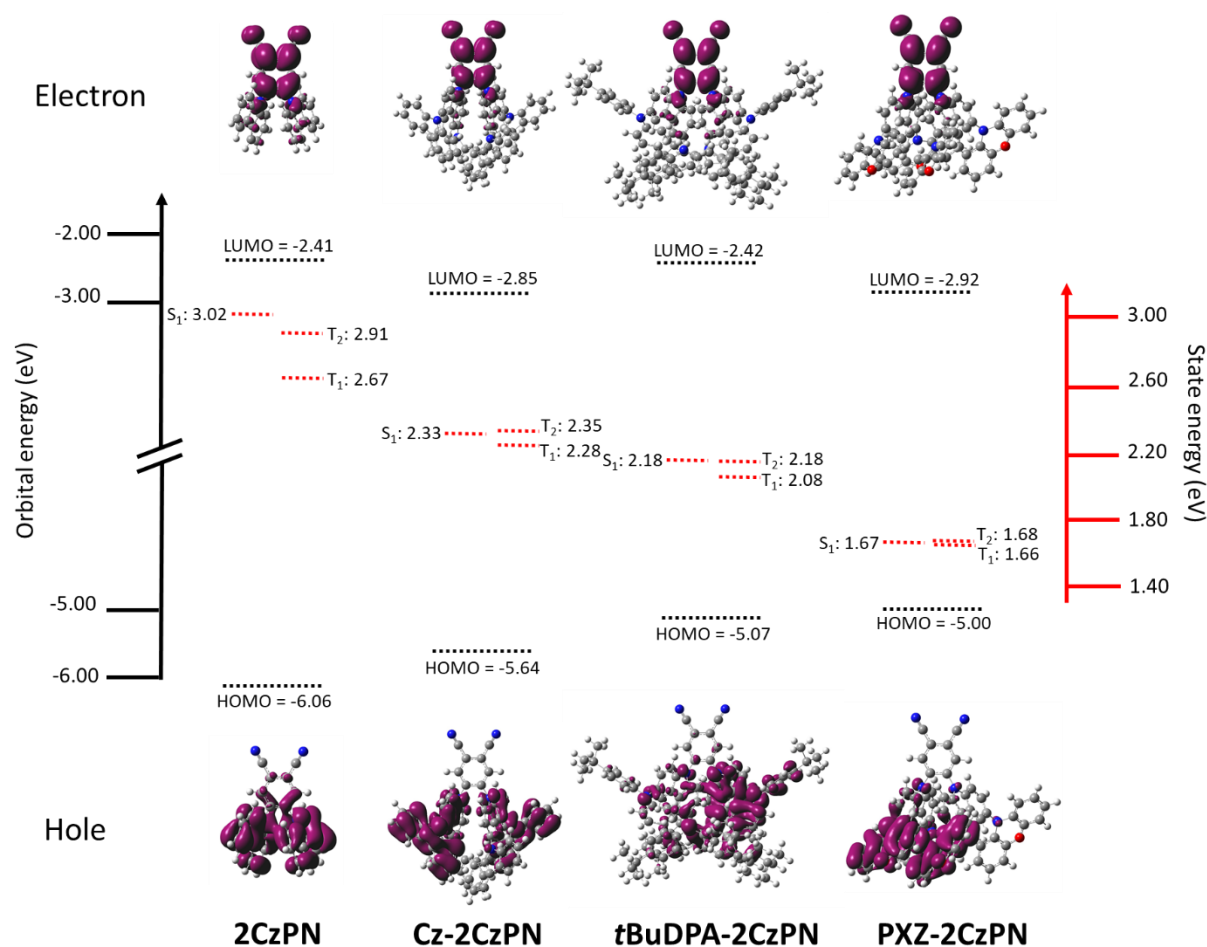 Electron
Orbital energy (eV)
-2.00
-3.00
-5.00
-6.00
LUMO = -2.41
S₁: 3.02
T₂: 2.91
T₁: 2.67
HOMO = -6.06
LUMO = -2.85
S₁: 2.33
T₂: 2.35
T₁: 2.28
HOMO = -5.64
LUMO = -2.42
S₁: 2.18
T₂: 2.18
T₁: 2.08
HOMO = -5.07
LUMO = -2.92
S₁: 1.67
T₂: 1.68
T₁: 1.66
HOMO = -5.00
3.00
2.60
2.20
1.80
1.40
State energy (eV)
Hole
2CzPN
Cz-2CzPN
tBuDPA-2CzPN
PXZ-2CzPN